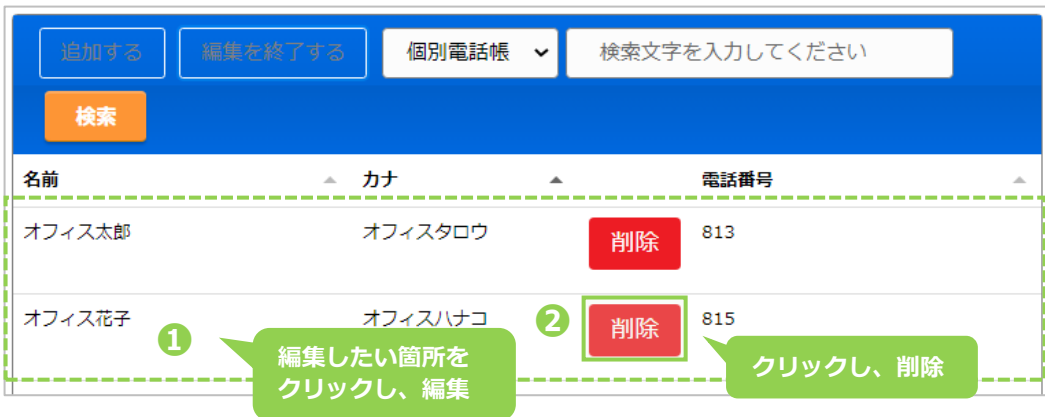 追加する 編集を終了する 個別電話帳 検索文字を入力してください
検索
名前 カナ 電話番号
オフィス太郎 オフィスタロウ 削除 813
オフィス花子 オフィスハナコ 2 削除 815
1 編集したい箇所を
クリックし、編集
クリックし、削除